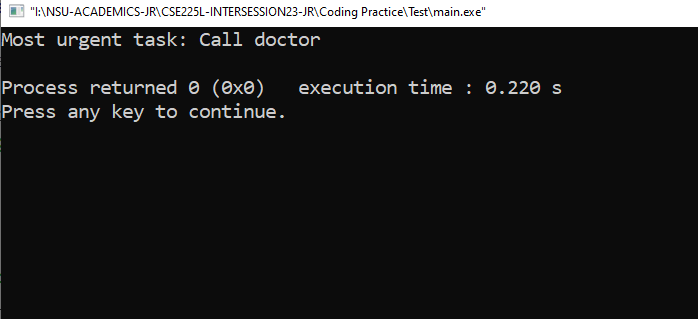 "I:\NSU-ACADEMICS-JR\CSE225L-INTERSESSION23-JR\Coding Practice\Test\main.exe"
Most urgent task: Call doctor
Process returned 0 (0x0)   execution time : 0.220 s
Press any key to continue.